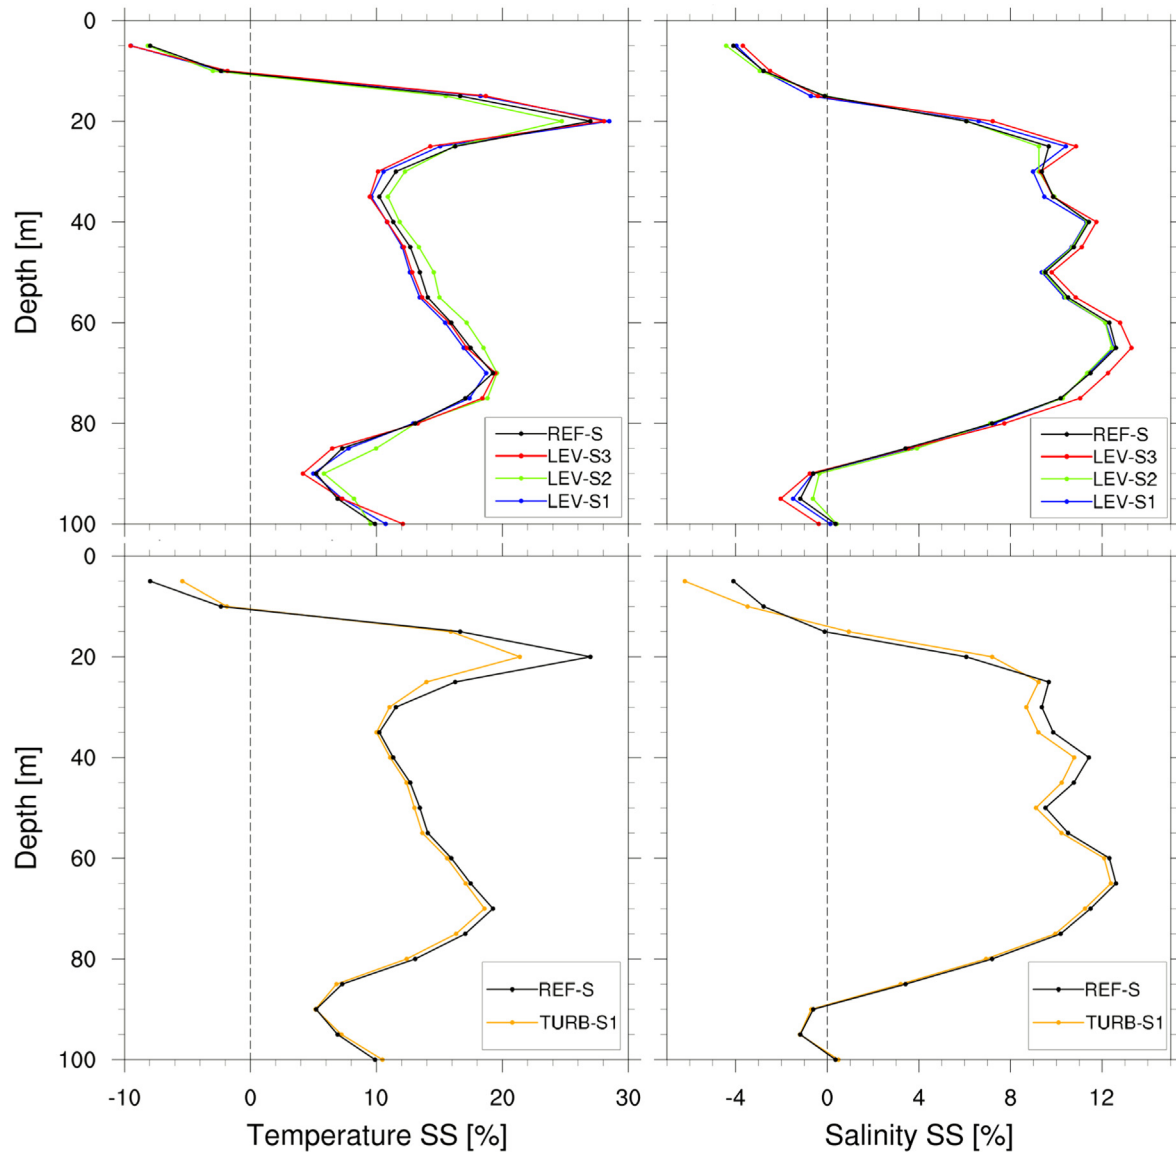 0
20
40
60
80
100
Depth [m]
REF-S
LEV-S3
LEV-S2
LEV-S1
REF-S
LEV-S3
LEV-S2
LEV-S1
0
20
40
60
80
100
Depth [m]
REF-S
TURB-S1
REF-S
TURB-S1
-10 0 10 20 30
-4 0 4 8 12
Temperature SS [%]
Salinity SS [%]